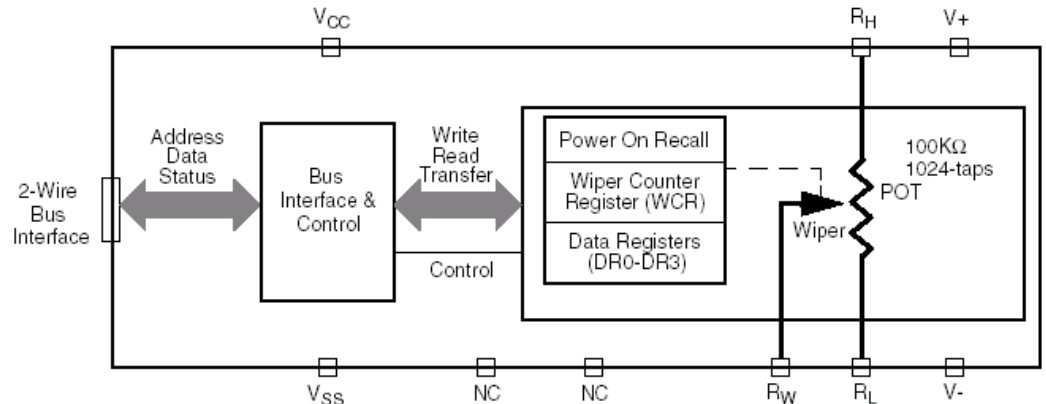 VCC
RH
V+
Address
Data
Status
2-Wire
Bus
Interface
Bus
Interface &
Control
Write
Read
Transfer
Control
Power On Recall
Wiper Counter
Register (WCR)
Data Registers
(DR0-DR3)
100KΩ
1024-taps
POT
Wiper
VSS
NC
NC
RW
RL
V-